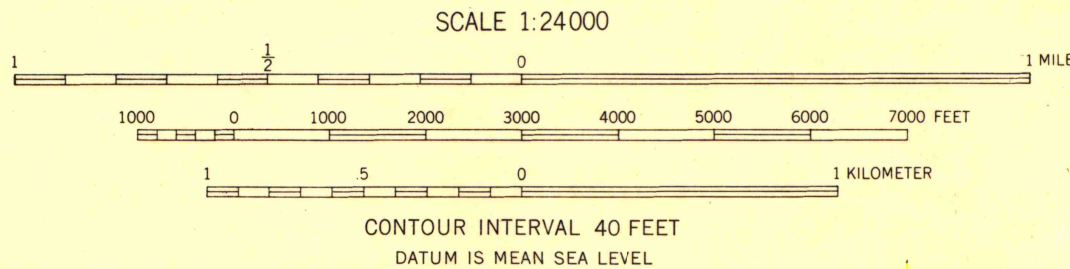 SCALE 1:24000
1 1/2 0 1 MILE
1000 0 1000 2000 3000 4000 5000 6000 7000 FEET
1 .5 0 1 KILOMETER
CONTOUR INTERVAL 40 FEET
DATUM IS MEAN SEA LEVEL